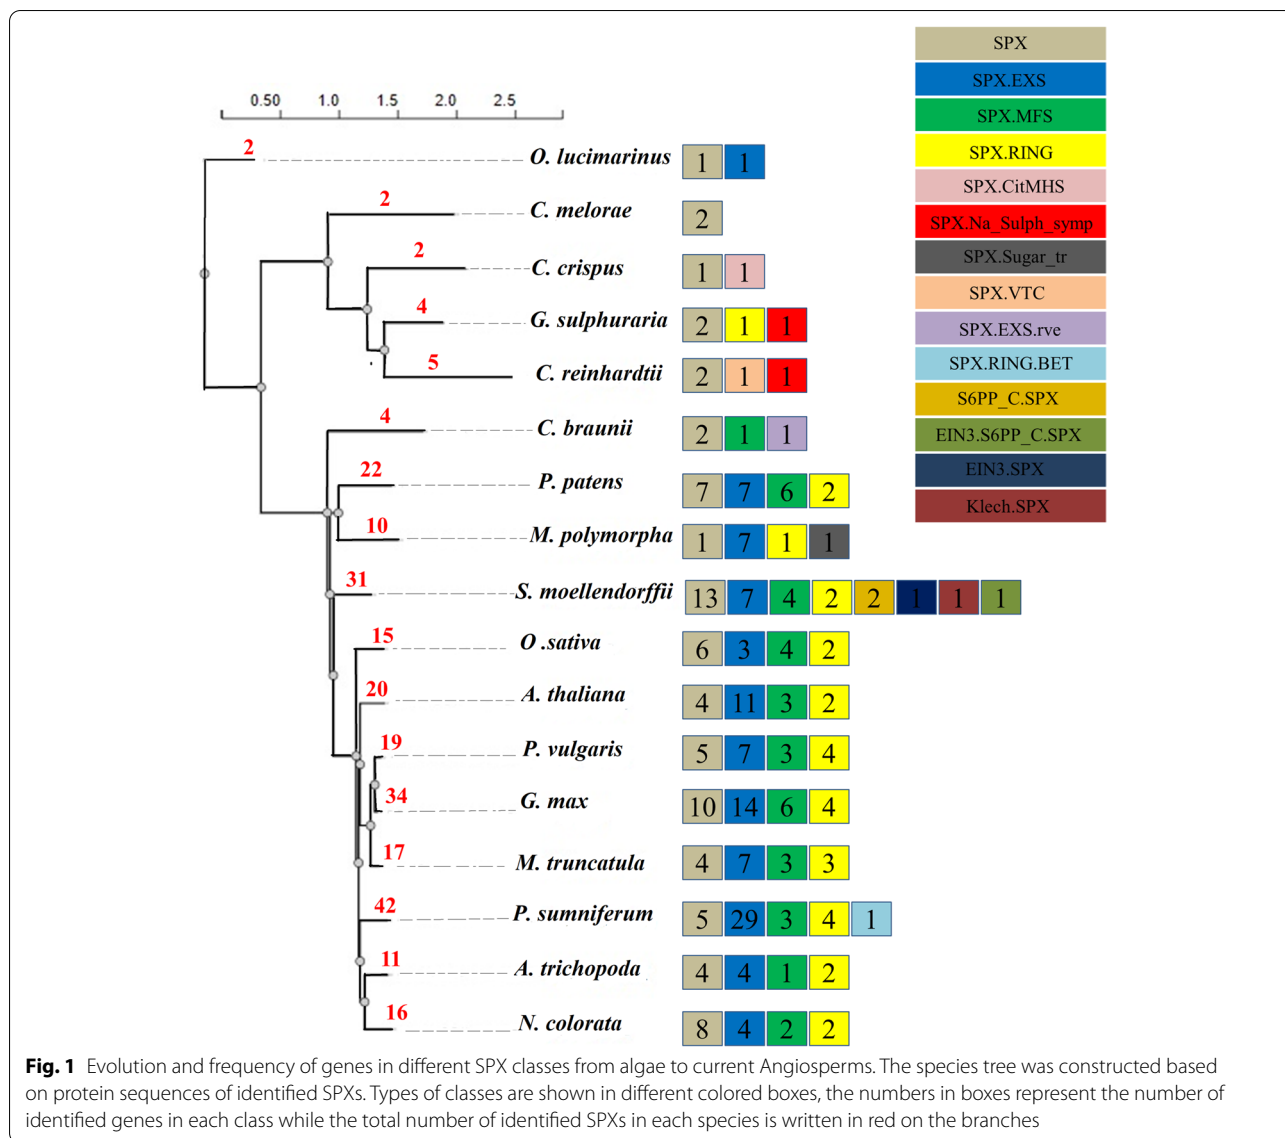 0.50 1.0 1.5 2.0 2.5
SPX
SPX.EXS
SPX.MFS
SPX.RING
SPX.CitMHS
SPX.Na_Sulph_symp
SPX.Sugar_tr
SPX.VTC
SPX.EXS.rve
SPX.RING.BET
S6PP_C.SPX
EIN3.S6PP_C.SPX
EIN3.SPX
Klech.SPX
2 O. lucimarinus 1 1
2 C. melorae 2
2 C. crispus 1 1
4 G. sulphuraria 2 1 1
5 C. reinhardtii 2 1 1
4 C. braunii 2 1 1
22 P. patens 7 7 6 2
10 M. polymorpha 1 7 1 1
31 S. moellendorffii 13 7 4 2 2 1 1 1
15 O .sativa 6 3 4 2
20 A. thaliana 4 11 3 2
19 P. vulgaris 5 7 3 4
34 G. max 10 14 6 4
17 M. truncatula 4 7 3 3
42 P. sumniferum 5 29 3 4 1
11 A. trichopoda 4 4 1 2
16 N. colorata 8 4 2 2
Fig. 1 Evolution and frequency of genes in different SPX classes from algae to current Angiosperms. The species tree was constructed based
on protein sequences of identified SPXs. Types of classes are shown in different colored boxes, the numbers in boxes represent the number of
identified genes in each class while the total number of identified SPXs in each species is written in red on the branches